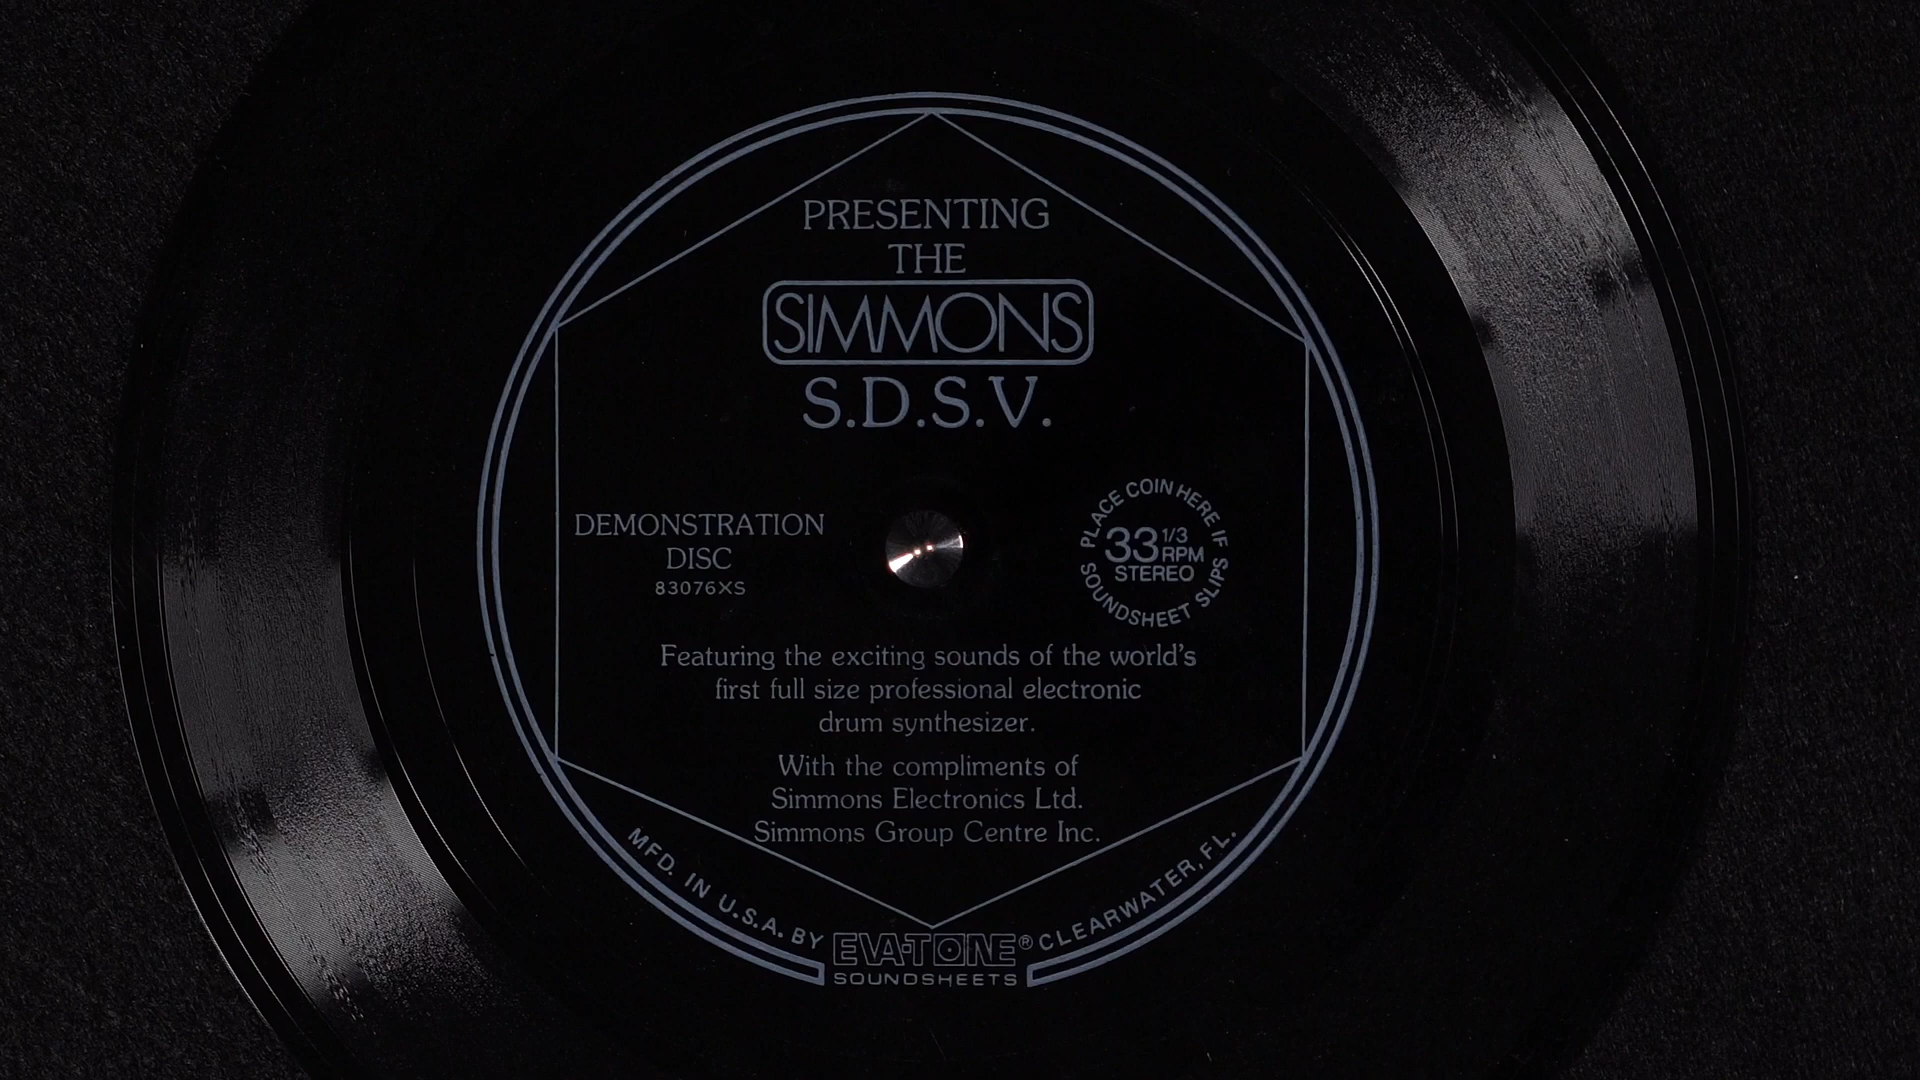 PRESENTING
THE
SIMMONS
S.D.S.V.
DEMONSTRATION
DISC
83076XS
PLACE COIN HERE IF
SOUNDSHEET SLIPS
33 1/3
RPM
STEREO
Featuring the exciting sounds of the world's
first full size professional electronic
drum synthesizer.
With the compliments of
Simmons Electronics Ltd.
Simmons Group Centre Inc.
MFD. IN U.S.A. BY EVA-TONE® CLEARWATER, FL.
SOUNDSHEETS